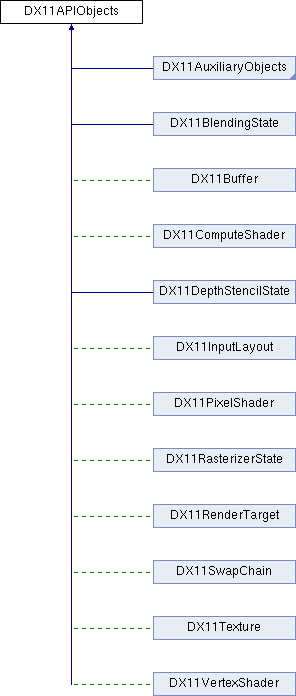 DX11APIObjects
DX11AuxiliaryObjects
DX11BlendingState
DX11Buffer
DX11ComputeShader
DX11DepthStencilState
DX11InputLayout
DX11PixelShader
DX11RasterizerState
DX11RenderTarget
DX11SwapChain
DX11Texture
DX11VertexShader